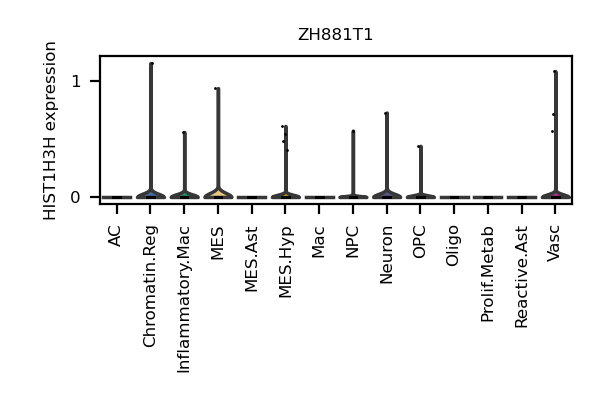 ZH881T1
HIST1H3H expression
1
0
AC
Chromatin.Reg
Inflammatory.Mac
MES
MES.Ast
MES.Hyp
Mac
NPC
Neuron
OPC
Oligo
Prolif.Metab
Reactive.Ast
Vasc